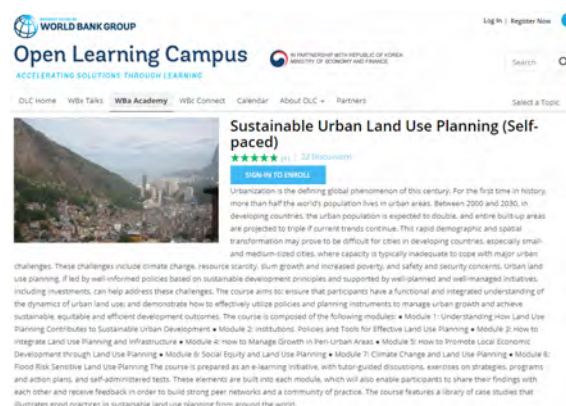 WORLD BANK GROUP
Log In | Register Now
Open Learning Campus
IN PARTNERSHIP WITH REPUBLIC OF KOREA
MINISTRY OF ECONOMY AND FINANCE
Search
ACCELERATING SOLUTIONS THROUGH LEARNING
OLC Home WBx Talks WBa Academy WBc Connect Calendar About OLC Partners Select a Topic
Sustainable Urban Land Use Planning (Self-
paced)
(1) | 22 Discussions
SIGN-IN TO ENROLL
Urbanization is the defining global phenomenon of this century. For the first time in history,
more than half the world's population lives in urban areas. Between 2000 and 2030, in
developing countries, the urban population is expected to double, and entire built-up areas
are projected to triple if current trends continue. This rapid demographic and spatial
transformation may prove to be difficult for cities in developing countries, especially small-
and medium-sized cities, where capacity is typically inadequate to cope with major urban
challenges. These challenges include climate change, resource scarcity, slum growth and increased poverty, and safety and security concerns. Urban land
use planning, if led by well-informed policies based on sustainable development principles and supported by well-planned and well-managed initiatives,
including investments, can help address these challenges. The course aims to: ensure that participants have a functional and integrated understanding of
the dynamics of urban land use; and demonstrate how to effectively utilize policies and planning instruments to manage urban growth and achieve
sustainable, equitable and efficient development outcomes. The course is composed of the following modules: • Module 1: Understanding How Land Use
Planning Contributes to Sustainable Urban Development • Module 2: Institutions, Policies and Tools for Effective Land Use Planning • Module 3: How to
Integrate Land Use Planning and Infrastructure • Module 4: How to Manage Growth in Peri-Urban Areas • Module 5: How to Promote Local Economic
Development through Land Use Planning • Module 6: Social Equity and Land Use Planning • Module 7: Climate Change and Land Use Planning • Module 8:
Flood Risk Sensitive Land Use Planning The course is prepared as an e-learning initiative, with tutor-guided discussions, exercises on strategies, programs
and action plans, and self-administered tests. These elements are built into each module, which will also enable participants to share their findings with
each other and receive feedback in order to build strong peer networks and a community of practice. The course features a library of case studies that
illustrates good practices in sustainable land use planning from around the world.